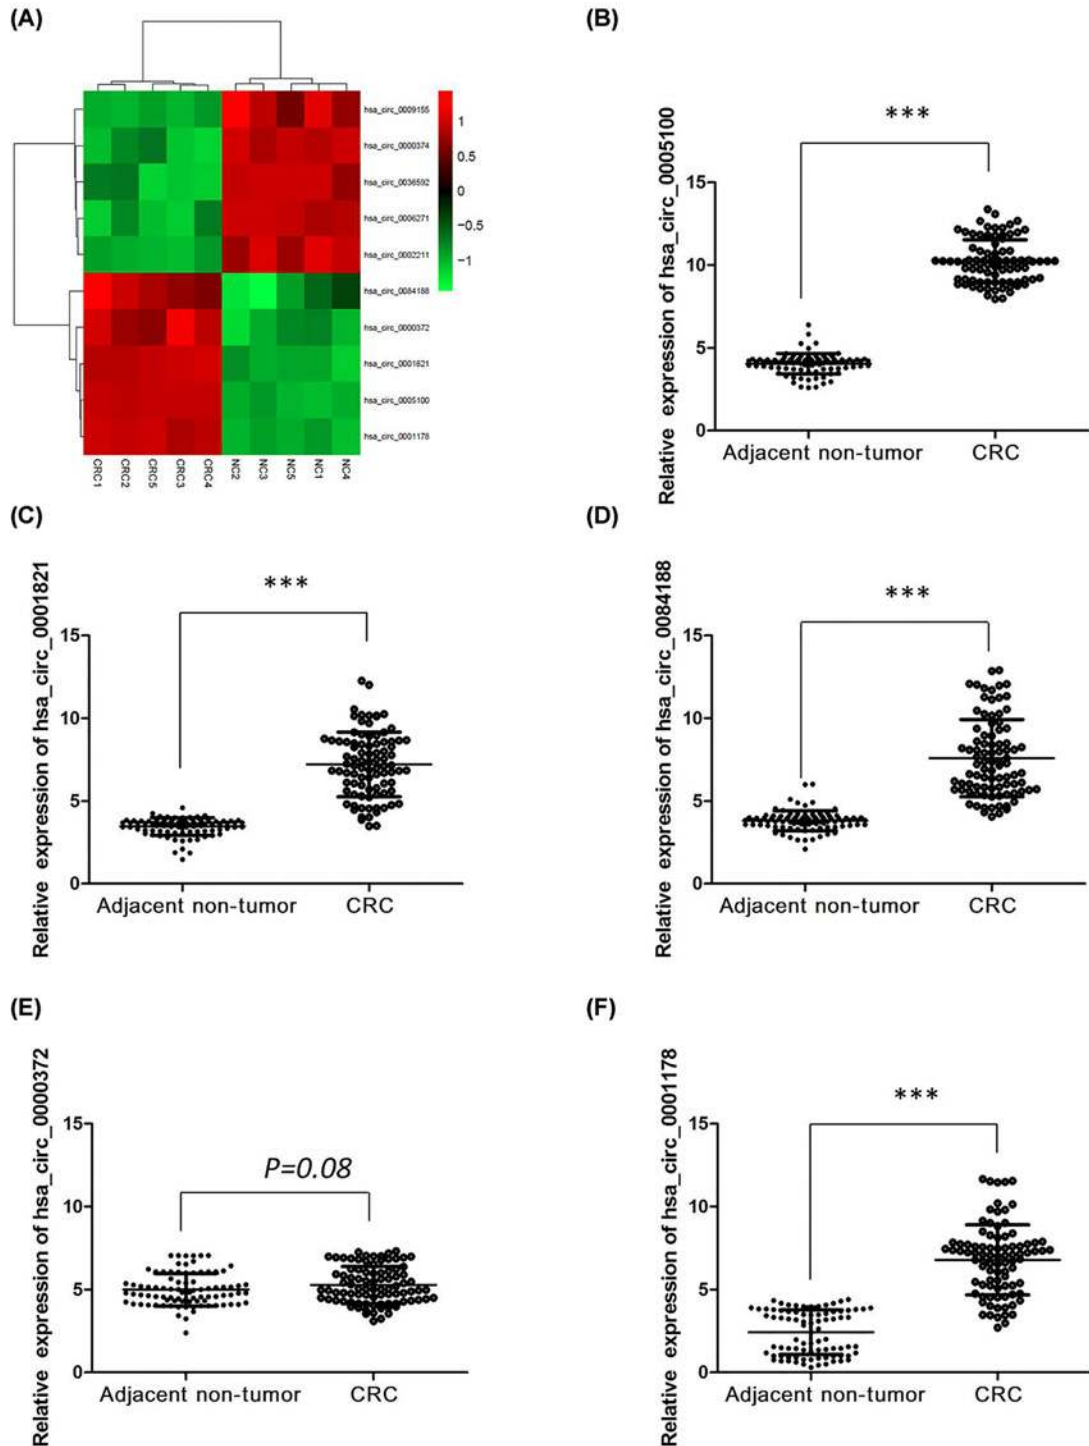 (A)
hsa_circ_0009155
hsa_circ_0000374
hsa_circ_0036592
hsa_circ_0006271
hsa_circ_0002211
hsa_circ_0084188
hsa_circ_0000372
hsa_circ_0001821
hsa_circ_0005100
hsa_circ_0001178
1
0.5
0
−0.5
−1
CRC1
CRC2
CRC5
CRC3
CRC4
NC2
NC3
NC5
NC1
NC4
(B)
Relative expression of hsa_circ_0005100
***
15
10
5
0
Adjacent non-tumor
CRC
(C)
Relative expression of hsa_circ_0001821
***
15
10
5
0
Adjacent non-tumor
CRC
(D)
Relative expression of hsa_circ_0084188
***
15
10
5
0
Adjacent non-tumor
CRC
(E)
Relative expression of hsa_circ_0000372
P=0.08
15
10
5
0
Adjacent non-tumor
CRC
(F)
Relative expression of hsa_circ_0001178
***
15
10
5
0
Adjacent non-tumor
CRC